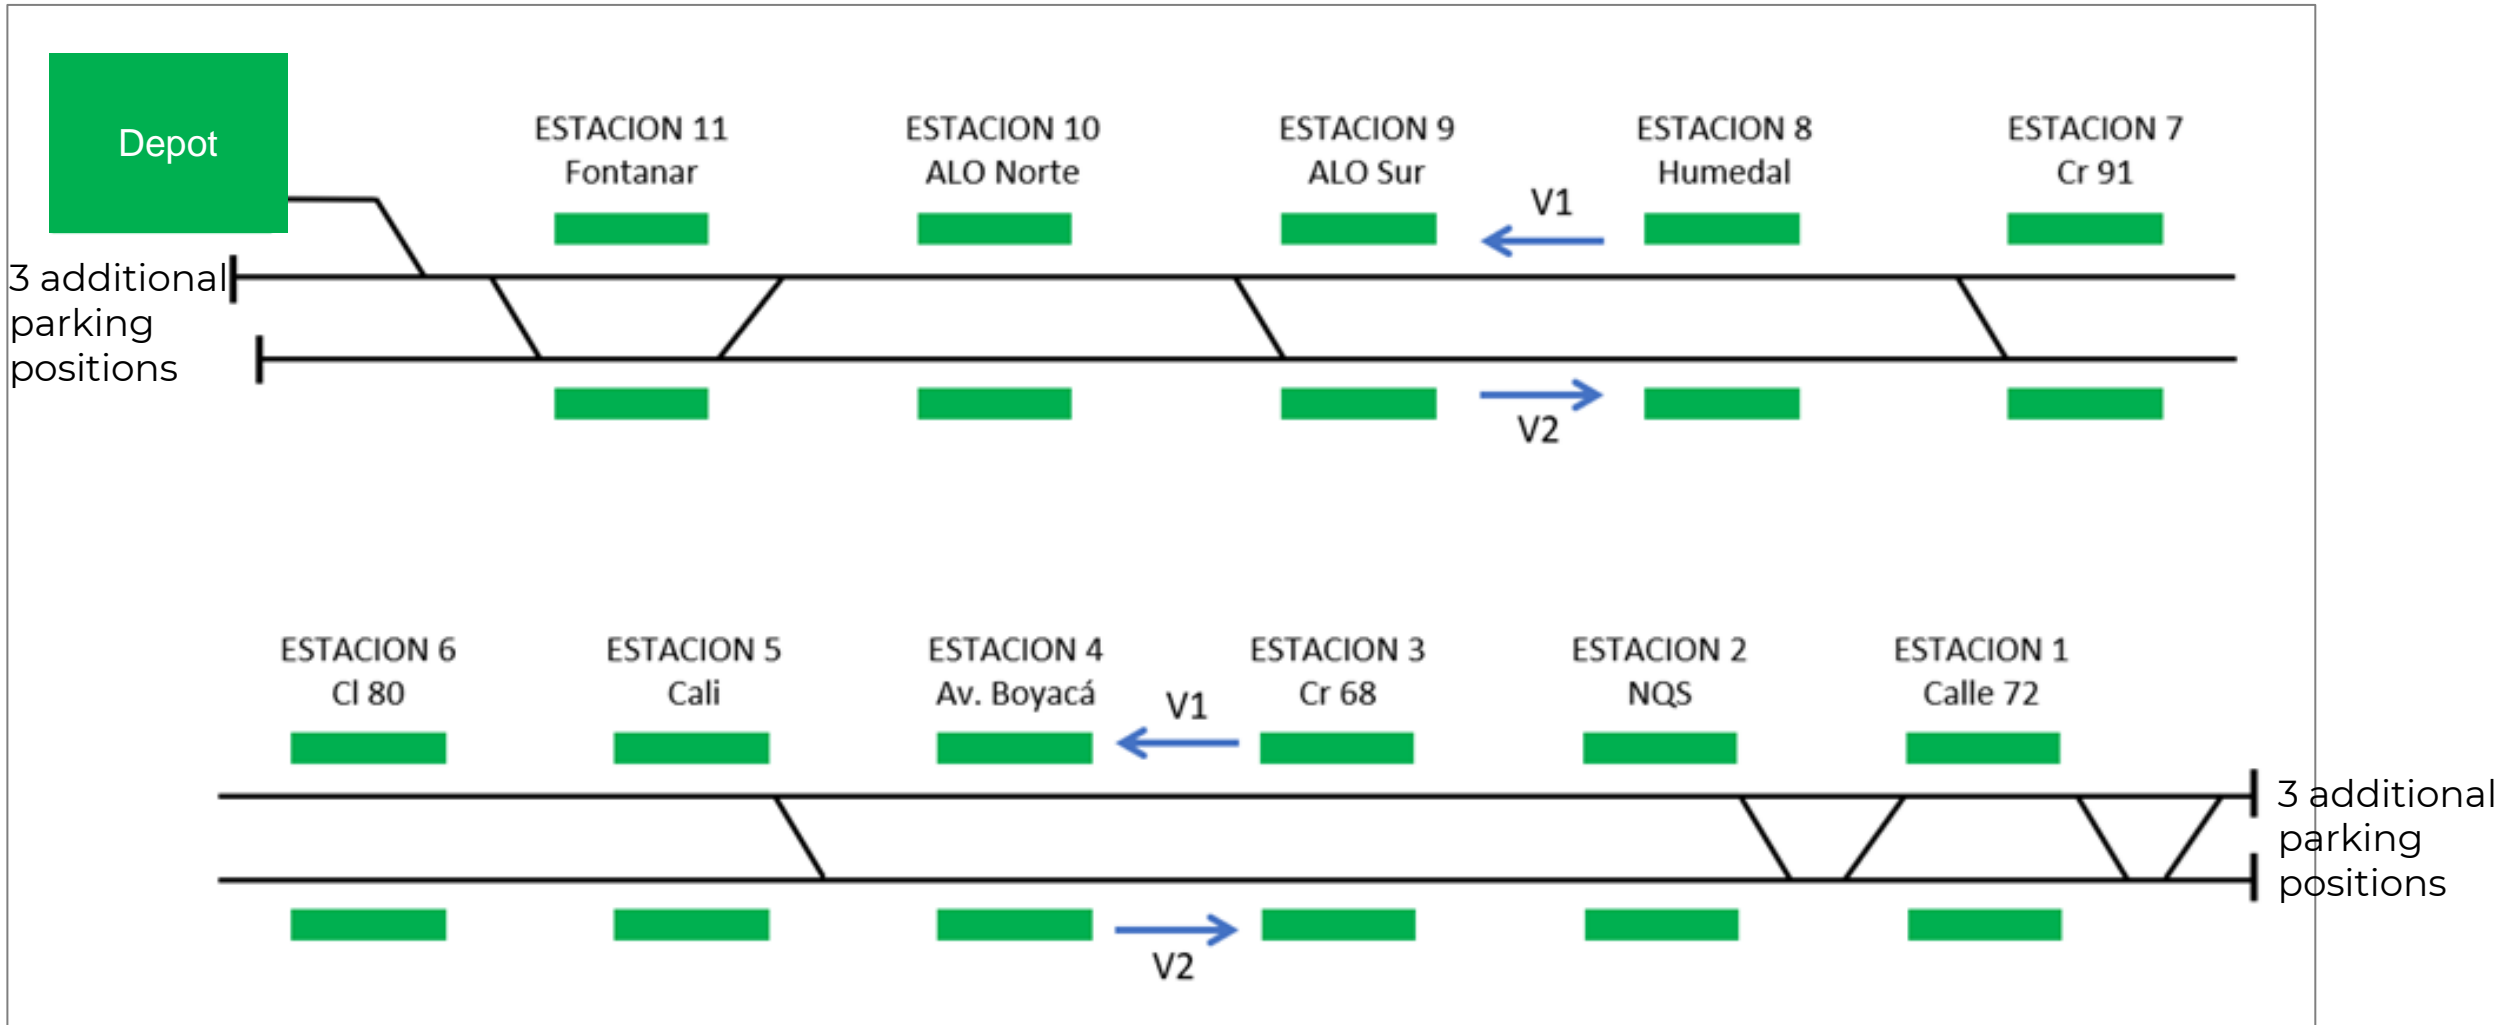 Depot
ESTACION 11
Fontanar
ESTACION 10
ALO Norte
ESTACION 9
ALO Sur
ESTACION 8
Humedal
ESTACION 7
Cr 91
V1
3 additional
parking
positions
V2
ESTACION 6
Cl 80
ESTACION 5
Cali
ESTACION 4
Av. Boyacá
ESTACION 3
Cr 68
ESTACION 2
NQS
ESTACION 1
Calle 72
V1
3 additional
parking
positions
V2